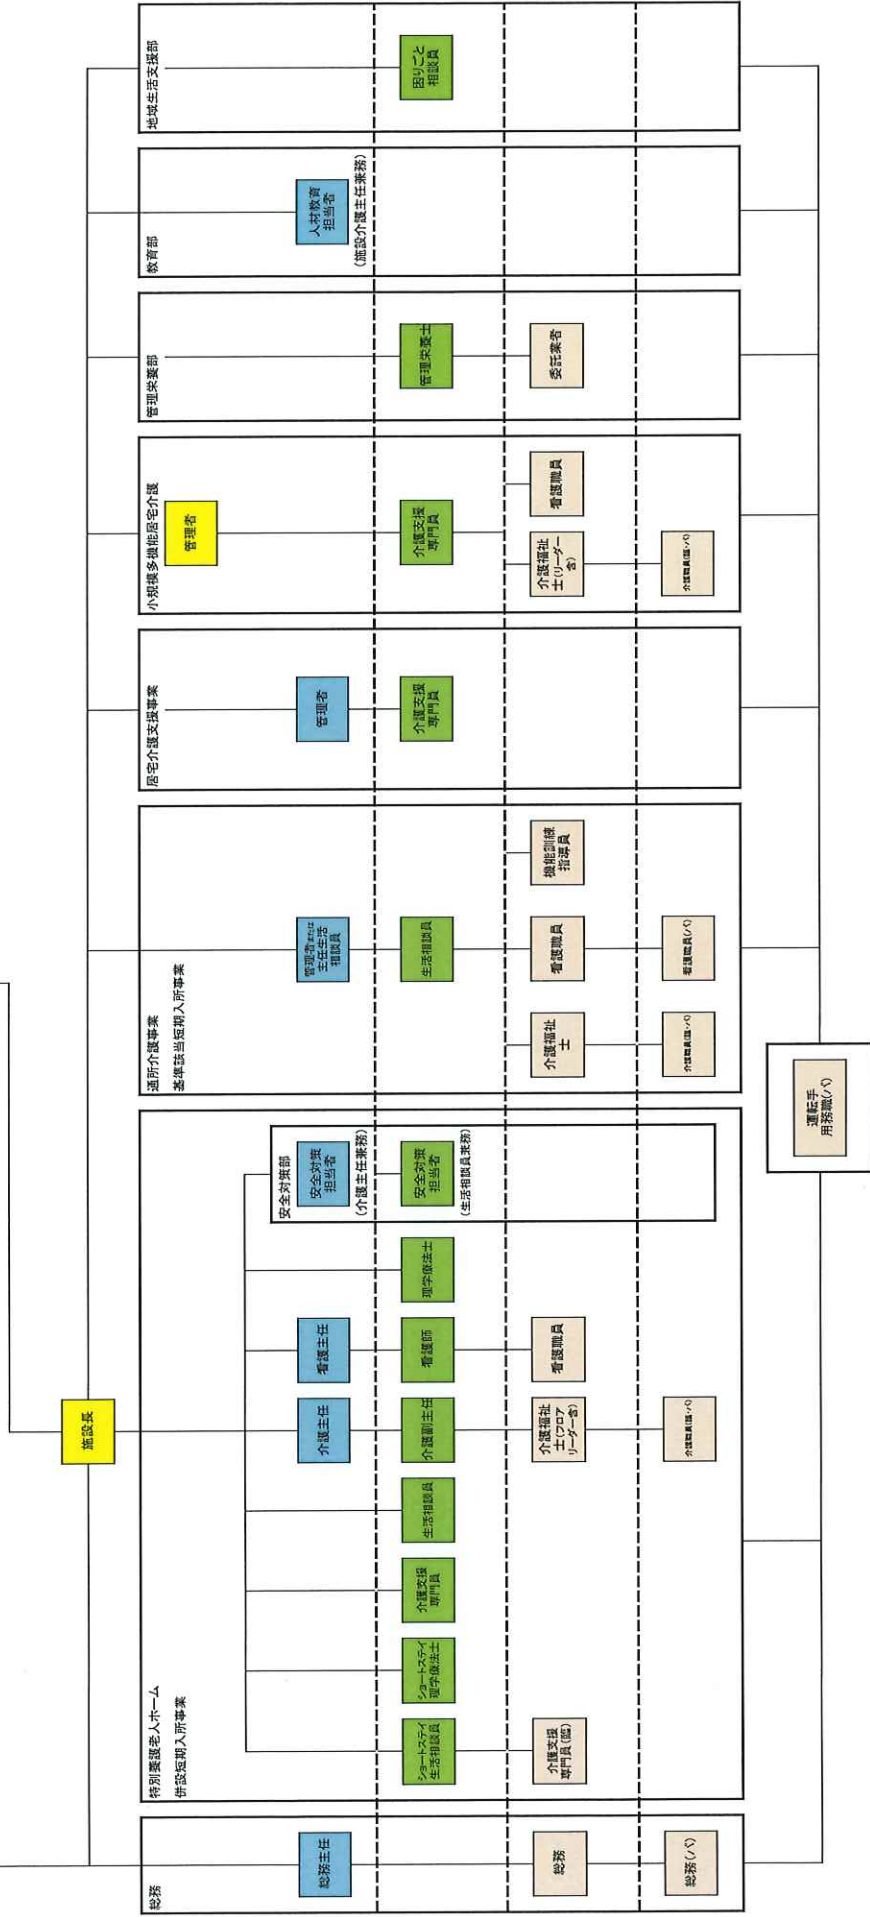 施設長
総務
総務主任
総務
総務(パ)
特別養護老人ホーム
併設短期入所事業
ショートステイ
生活相談員
介護支援
専門員(臨)
ショートステイ
理学療法士
介護支援
専門員
生活相談員
介護主任
介護副主任
介護福祉
士(フロア
リーダー含)
介護職員(臨・パ)
看護主任
看護師
看護職員
理学療法士
安全対策部
安全対策
担当者
(介護主任兼務)
安全対策
担当者
(生活相談員兼務)
通所介護事業
基準該当短期入所事業
管理者または
主任生活
相談員
生活相談員
介護福祉
士
介護職員(臨・パ)
看護職員
看護職員(パ)
機能訓練
指導員
居宅介護支援事業
管理者
介護支援
専門員
小規模多機能居宅介護
管理者
介護支援
専門員
介護福祉
士(リーダー
含)
介護職員(臨・パ)
看護職員
管理栄養部
管理栄養士
委託業者
教育部
人材教育
担当者
(施設介護主任兼務)
地域生活支援部
困りごと
相談員
運転手
用務職(パ)